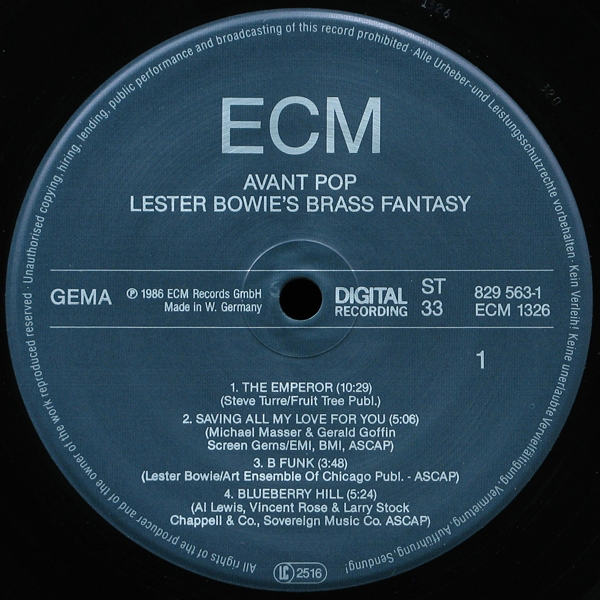 All rights of the producer and of the owner of the work reproduced reserved · Unauthorised copying, hiring, lending, public performance and broadcasting of this record prohibited · Alle Urheber-und Leistungsschutzrechte vorbehalten · Kein Verleih! Keine unerlaubte Vervielfältigung, Vermietung, Aufführung, Sendung!
ECM
AVANT POP
LESTER BOWIE'S BRASS FANTASY
GEMA
℗ 1986 ECM Records GmbH
Made in W. Germany
DIGITAL
RECORDING
ST
33
829 563-1
ECM 1326
1
1. THE EMPEROR (10:29)
(Steve Turre/Fruit Tree Publ.)
2. SAVING ALL MY LOVE FOR YOU (5:06)
(Michael Masser & Gerald Goffin
Screen Gems/EMI, BMI, ASCAP)
3. B FUNK (3:48)
(Lester Bowie/Art Ensemble Of Chicago Publ. - ASCAP)
4. BLUEBERRY HILL (5:24)
(Al Lewis, Vincent Rose & Larry Stock
Chappell & Co., Sovereign Music Co. ASCAP)
LC 2516